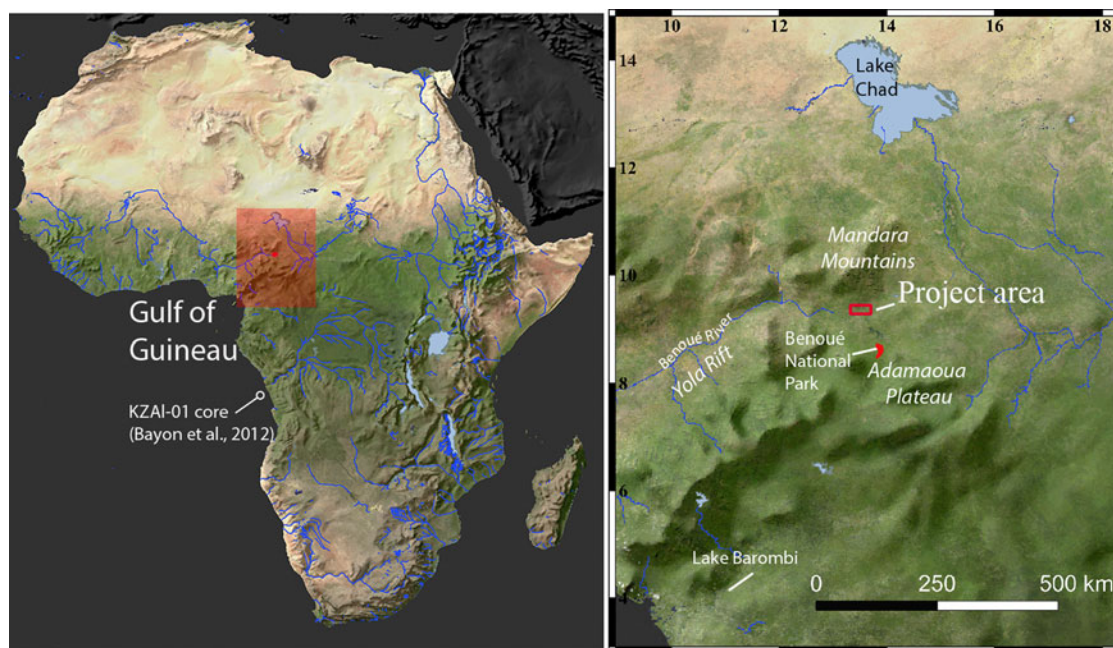 Gulf of
Guineau
KZAI-01 core
(Bayon et al., 2012)
10
12
14
16
18
14
12
10
8
6
4
Lake
Chad
Mandara
Mountains
Project area
Benoué River
Yola Rift
Benoué
National
Park
Adamaoua
Plateau
Lake Barombi
0
250
500 km